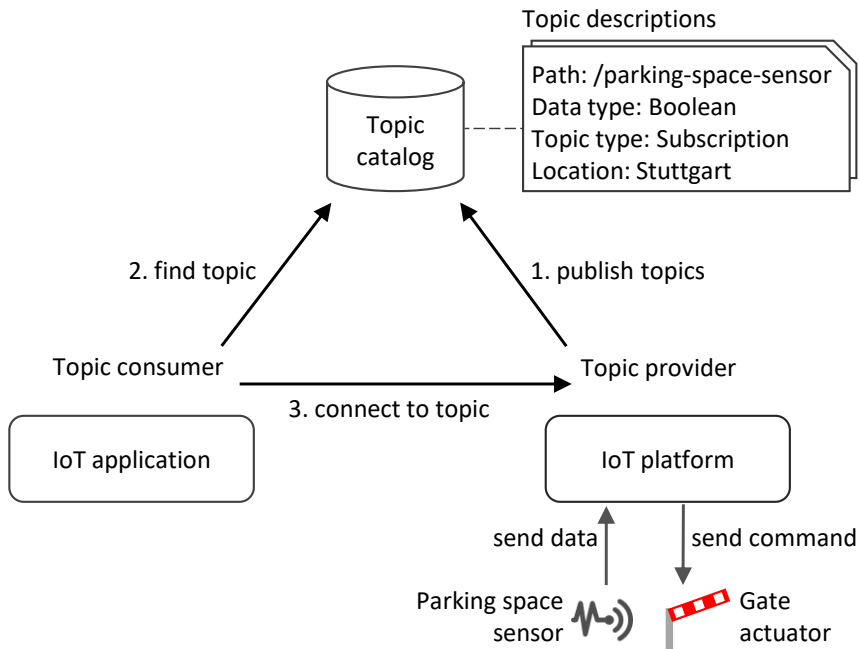 Topic descriptions
Path: /parking-space-sensor
Data type: Boolean
Topic type: Subscription
Location: Stuttgart
Topic
catalog
2. find topic
1. publish topics
Topic consumer
Topic provider
3. connect to topic
IoT application
IoT platform
send data
send command
Parking space
sensor
Gate
actuator